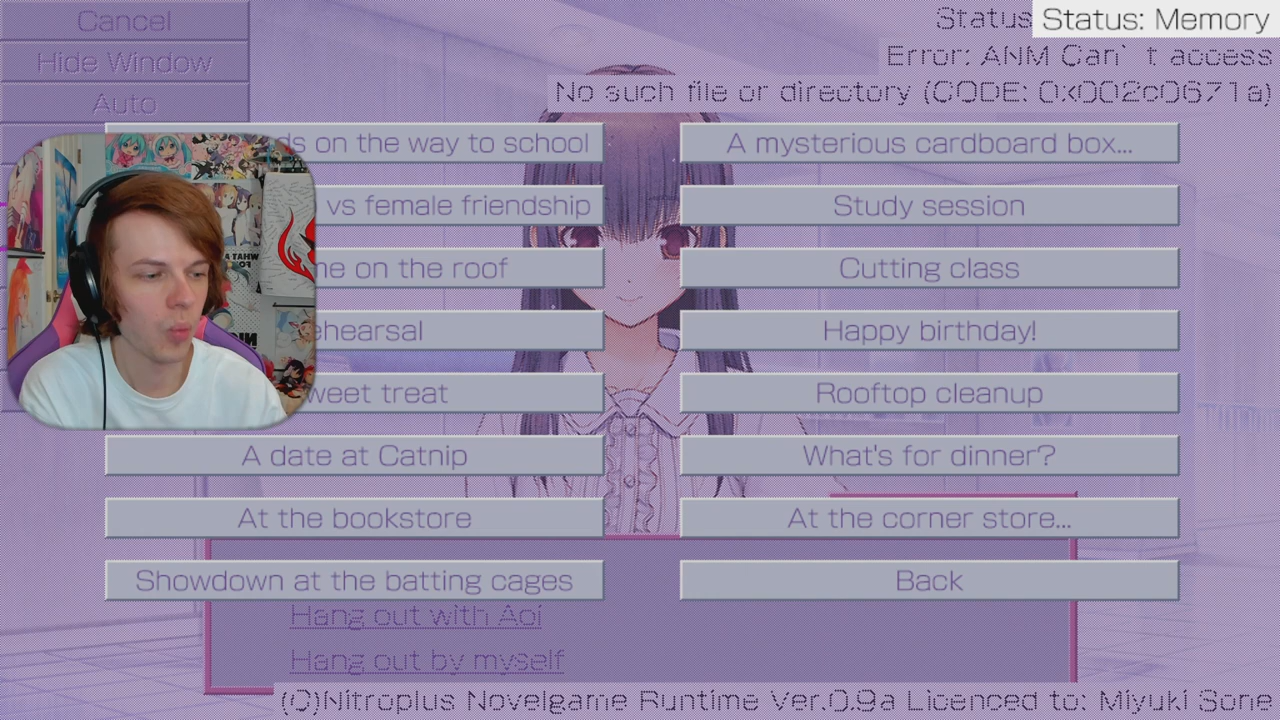 Cancel
Status
Status: Memory
Hide Window
Error: ANM Can`t access
Auto
No such file or directory (CODE: 0x002c0671a)
on the way to school
A mysterious cardboard box...
vs female friendship
Study session
on the roof
Cutting class
Happy birthday!
treat
Rooftop cleanup
A date at Catnip
What's for dinner?
At the bookstore
At the corner store...
Showdown at the batting cages
Back
Hang out with Aoi
Hang out by myself
(C)Nitroplus Novelgame Runtime Ver.0.9a Licenced to: Miyuki Sone